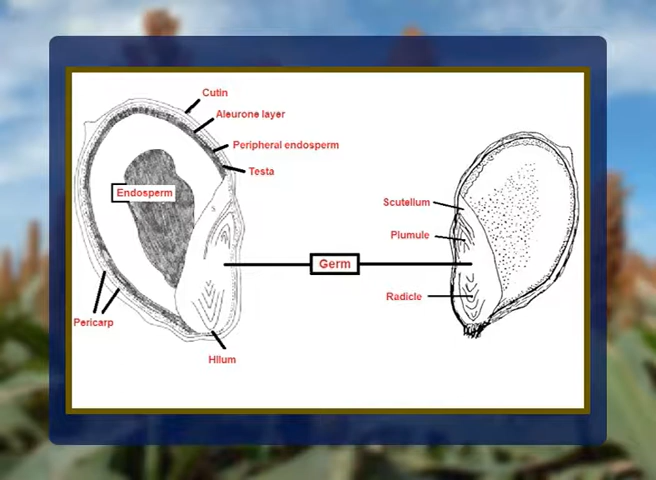 Cutin
Aleurone layer
Peripheral endosperm
Testa
Endosperm
Scutellum
Plumule
Germ
Radicle
Pericarp
Hilum